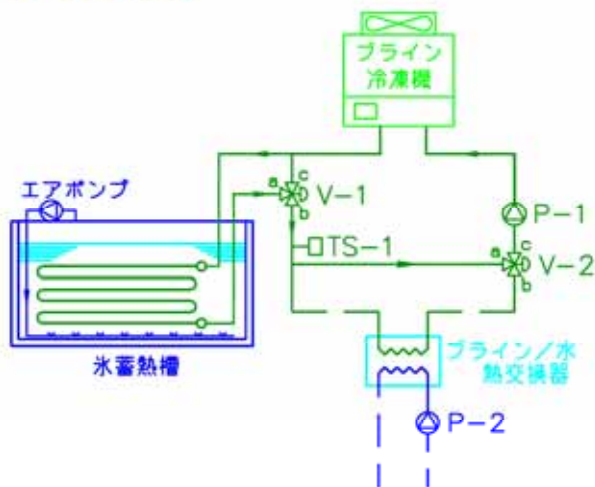 ブライン
冷凍機
エアポンプ
c
a
V-1
b
P-1
TS-1
c
a
V-2
b
氷蓄熱槽
ブライン/水
熱交換器
P-2